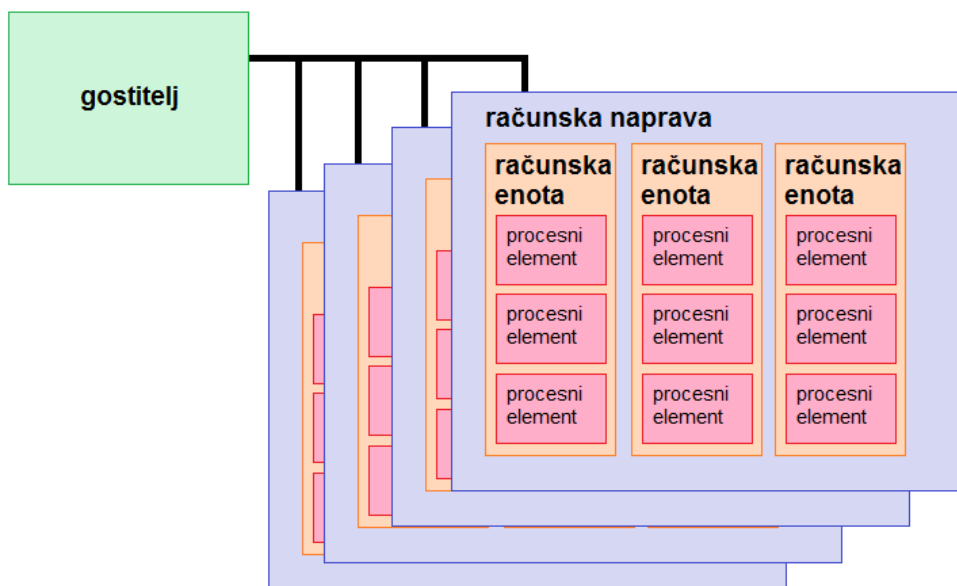 gostitelj
računska naprava
računska
enota
procesni
element
procesni
element
procesni
element
računska
enota
procesni
element
procesni
element
procesni
element
računska
enota
procesni
element
procesni
element
procesni
element